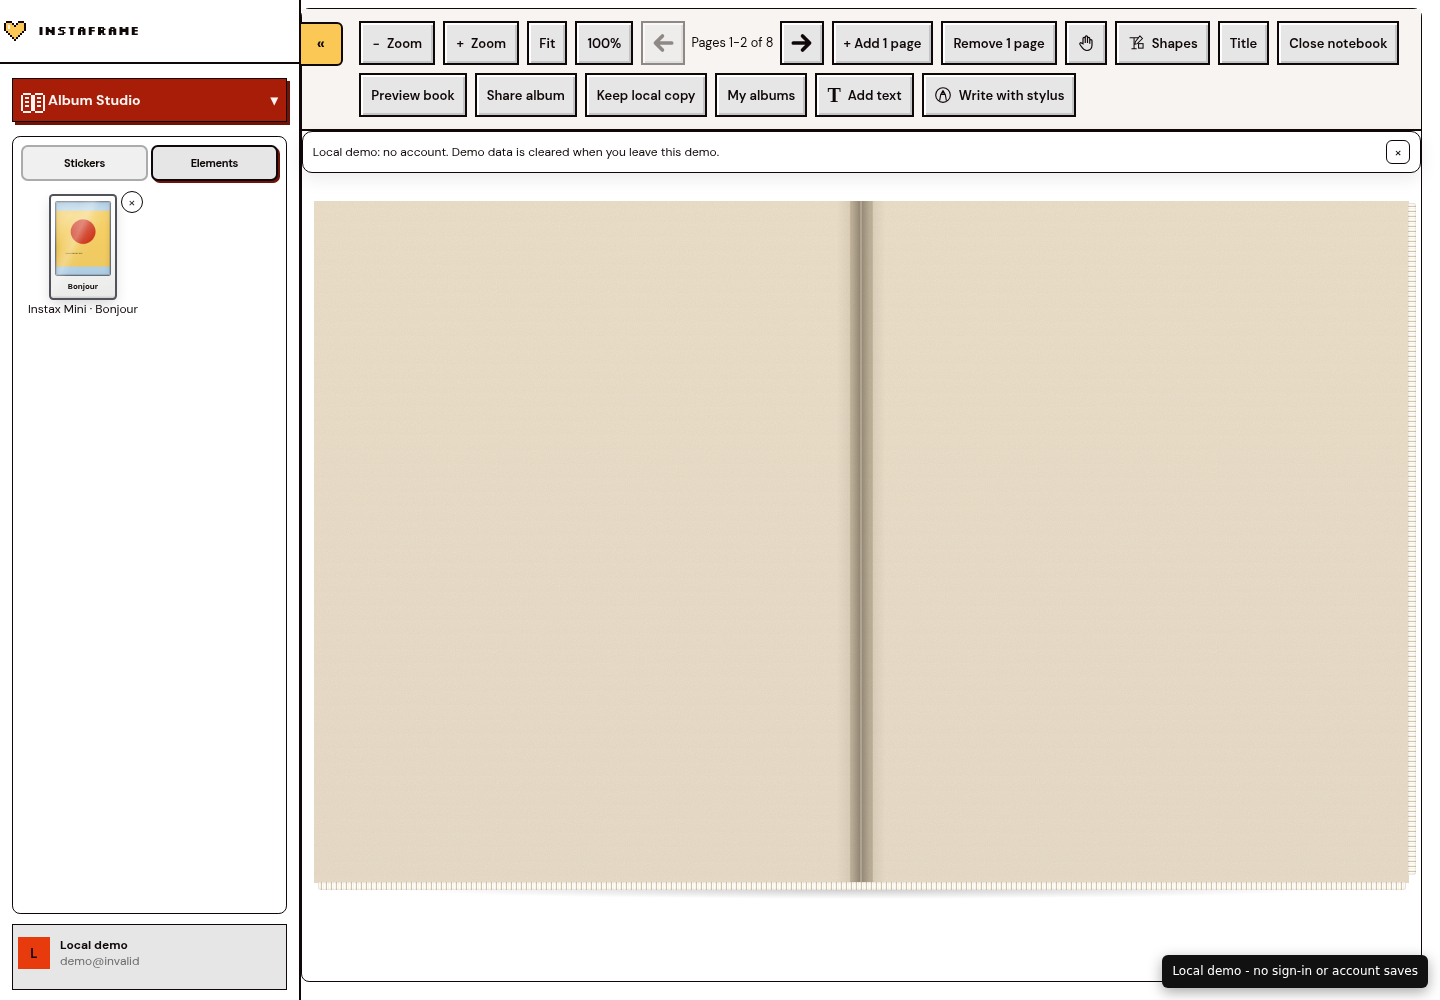 INSTAFRAME
Album Studio ▼
Stickers
Elements
×
Bonjour
Instax Mini · Bonjour
L
Local demo
demo@invalid
«
- Zoom
+ Zoom
Fit
100%
Pages 1-2 of 8
+ Add 1 page
Remove 1 page
Shapes
Title
Close notebook
Preview book
Share album
Keep local copy
My albums
T Add text
Write with stylus
Local demo: no account. Demo data is cleared when you leave this demo.
×
Local demo - no sign-in or account saves